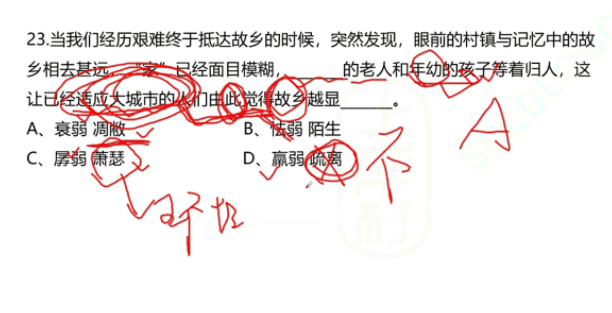 23.当我们经历艰难终于抵达故乡的时候，突然发现，眼前的村镇与记忆中的故
乡相去甚远，“家”已经面目模糊，______的老人和年幼的孩子等着归人，这
让已经适应大城市的人们由此觉得故乡越显______。
A、衰弱 凋敝
B、怯弱 陌生
C、孱弱 萧瑟
D、羸弱 疏离
A
不